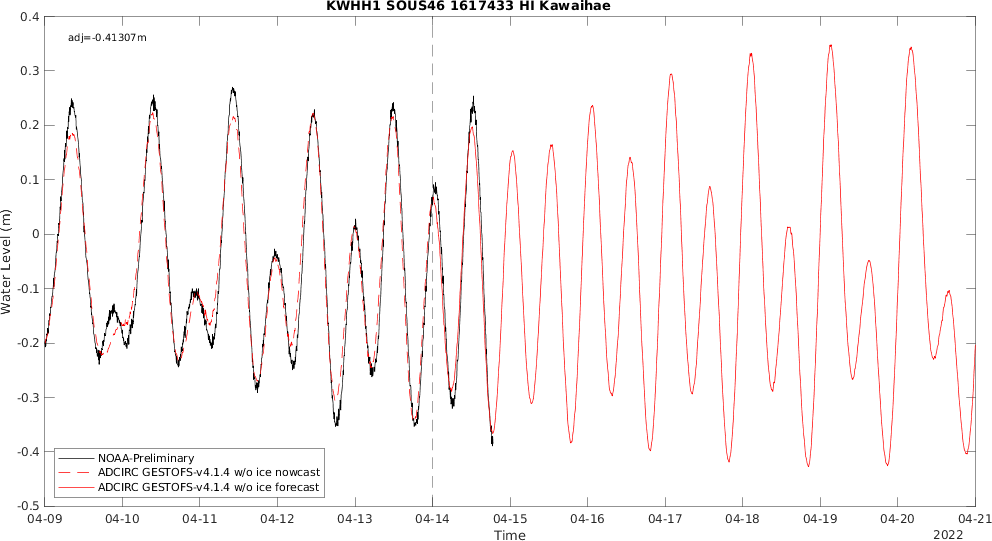 KWHH1 SOUS46 1617433 HI Kawaihae
adj=-0.41307m
0.4
0.3
0.2
0.1
0
-0.1
-0.2
-0.3
-0.4
-0.5
Water Level (m)
NOAA-Preliminary
ADCIRC GESTOFS-v4.1.4 w/o ice nowcast
ADCIRC GESTOFS-v4.1.4 w/o ice forecast
04-09 04-10 04-11 04-12 04-13 04-14 04-15 04-16 04-17 04-18 04-19 04-20 04-21
Time
2022